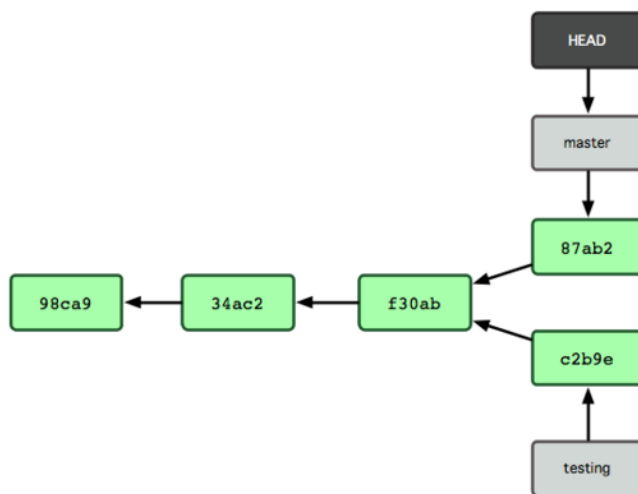 HEAD
master
87ab2
98ca9
34ac2
f30ab
c2b9e
testing